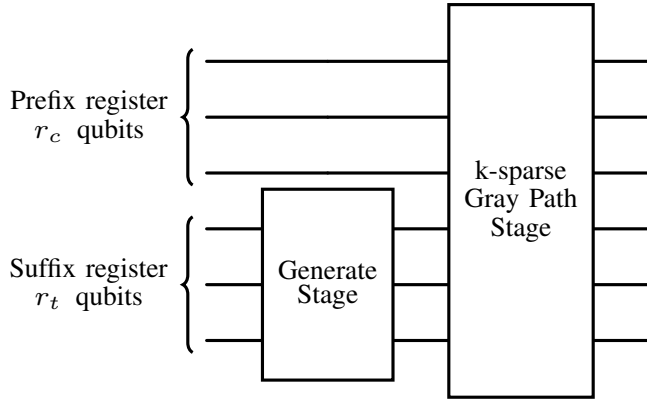 Prefix register
r_c qubits
k-sparse
Gray Path
Stage
Suffix register
r_t qubits
Generate
Stage